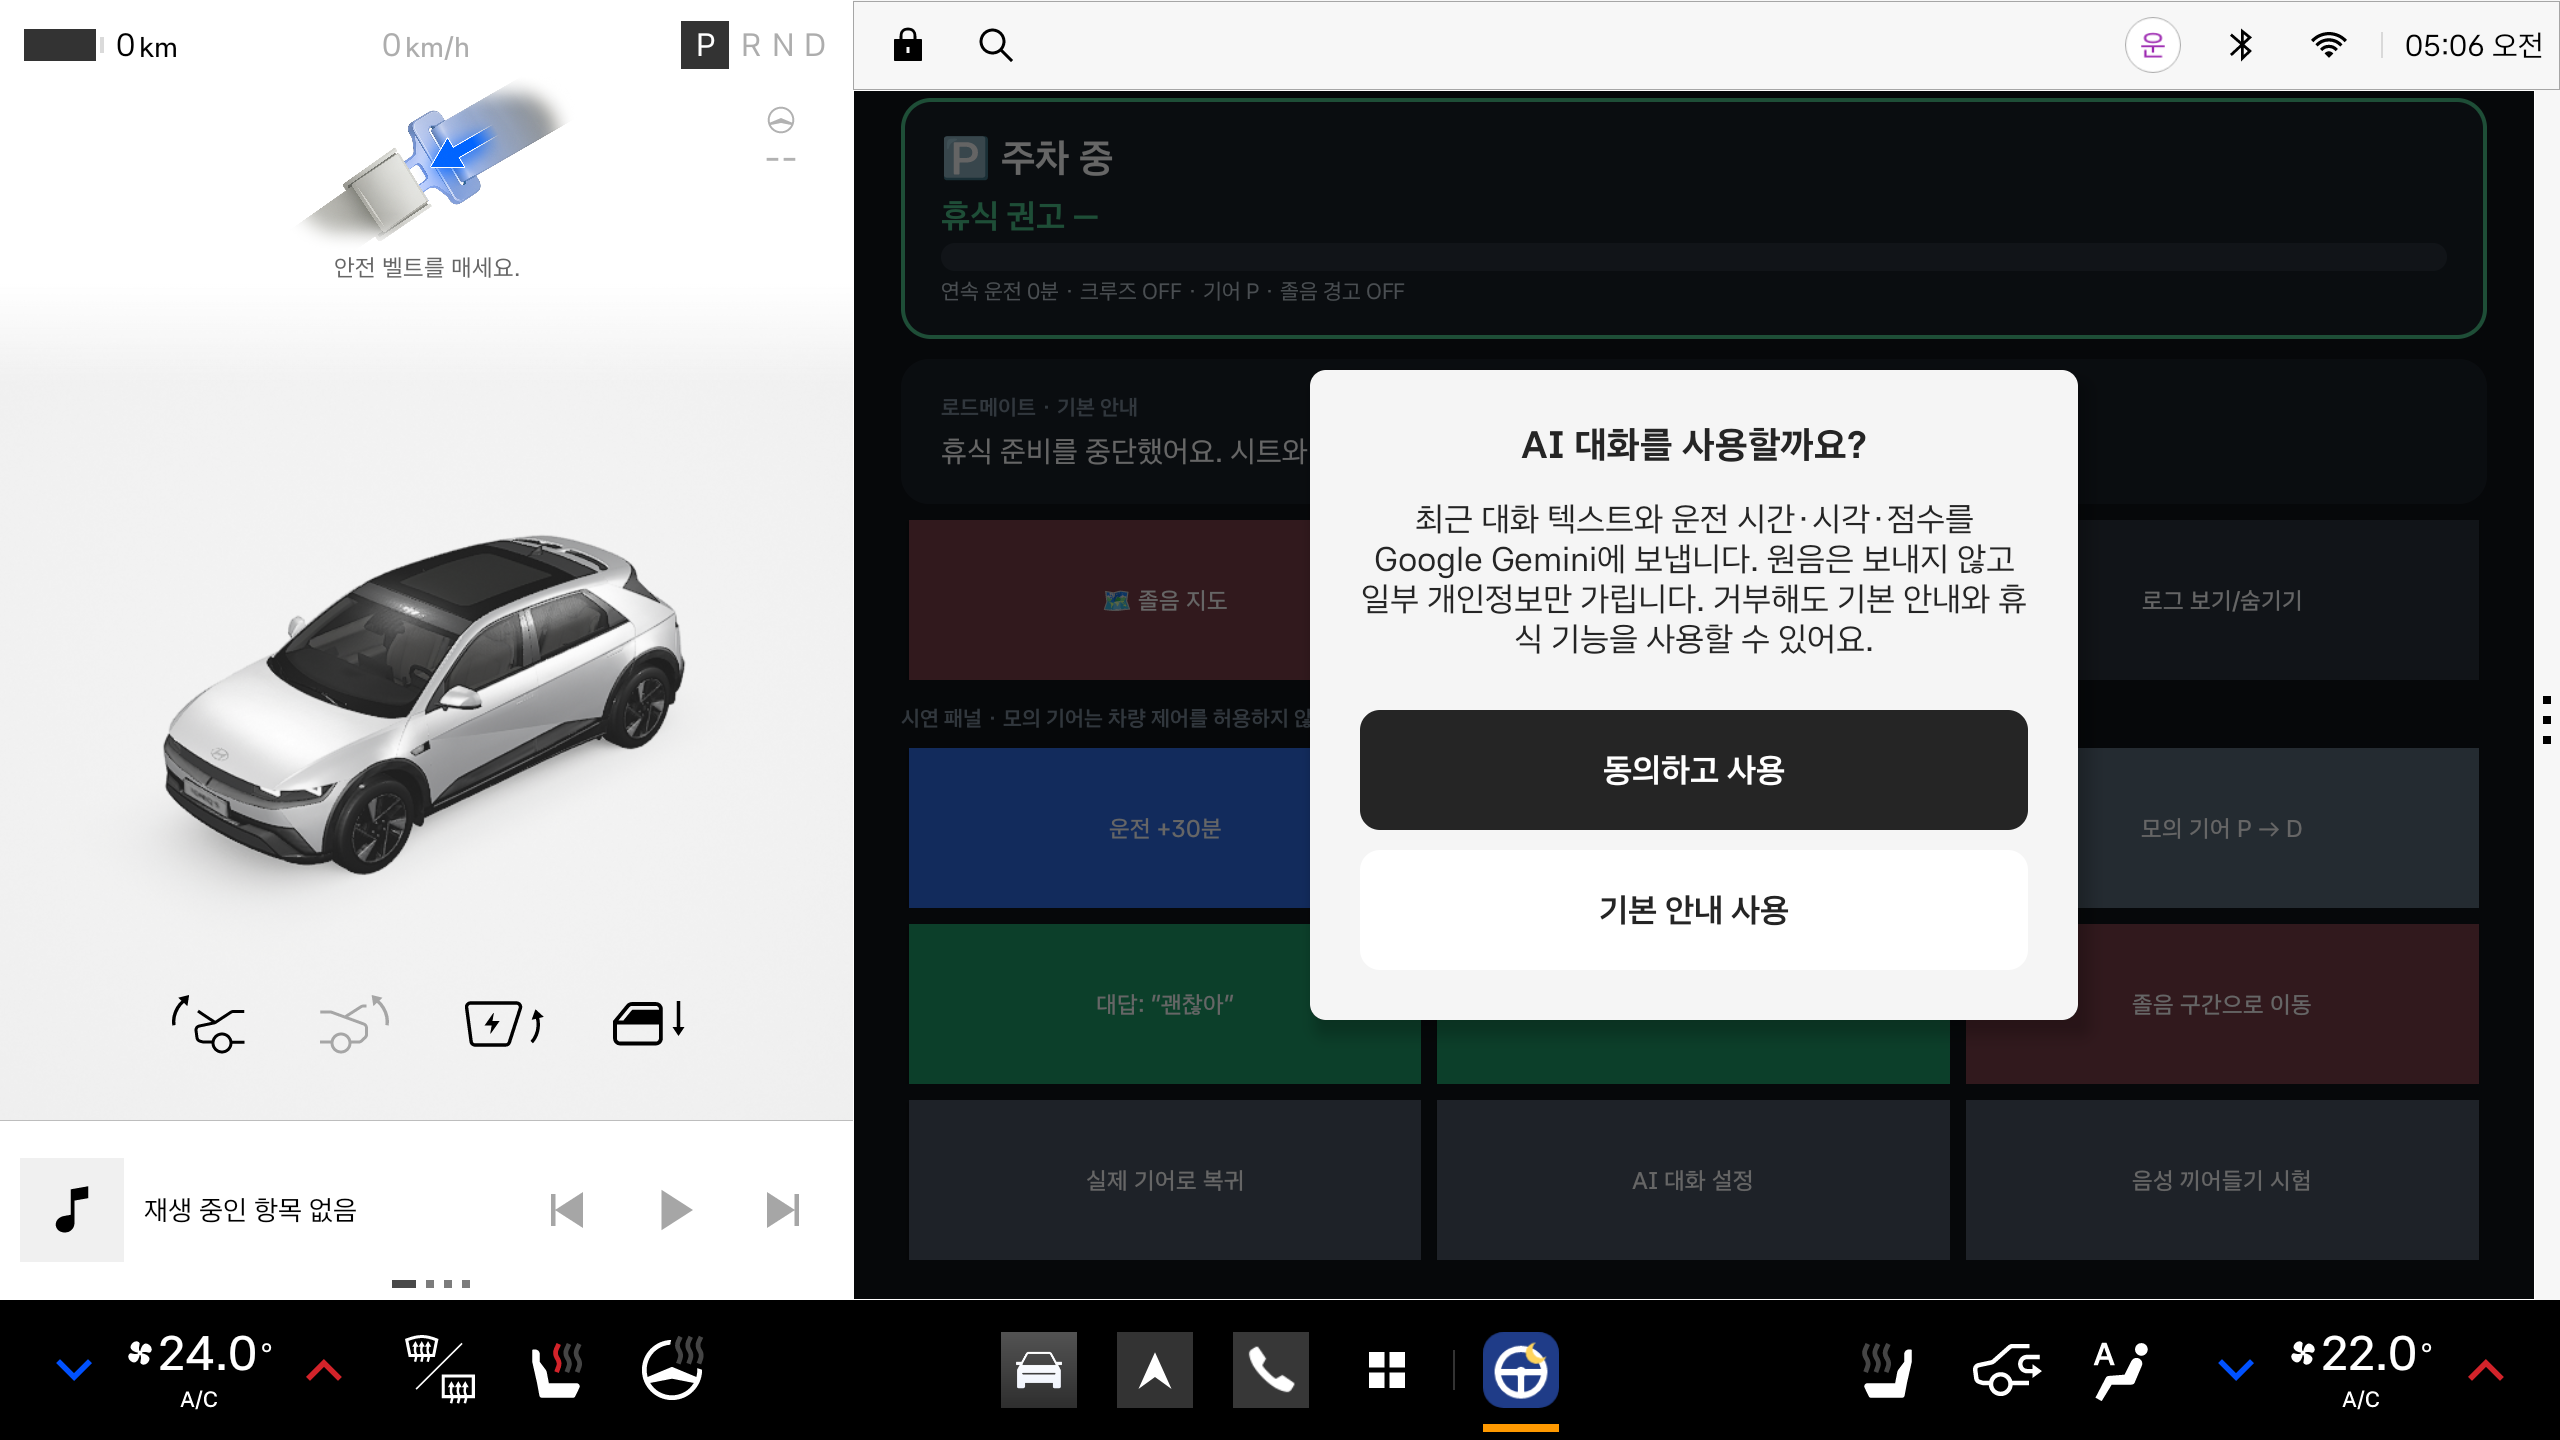 0 km
0 km/h
P R N D
안전 벨트를 매세요.
재생 중인 항목 없음
운
05:06 오전
P 주차 중
휴식 권고 —
연속 운전 0분 · 크루즈 OFF · 기어 P · 졸음 경고 OFF
로드메이트 · 기본 안내
휴식 준비를 중단했어요. 시트와
졸음 지도
로그 보기/숨기기
시연 패널 · 모의 기어는 차량 제어를 허용하지 않
운전 +30분
모의 기어 P → D
대답: "괜찮아"
졸음 구간으로 이동
실제 기어로 복귀
AI 대화 설정
음성 끼어들기 시험
AI 대화를 사용할까요?
최근 대화 텍스트와 운전 시간·시각·점수를
Google Gemini에 보냅니다. 원음은 보내지 않고
일부 개인정보만 가립니다. 거부해도 기본 안내와 휴
식 기능을 사용할 수 있어요.
동의하고 사용
기본 안내 사용
24.0°
A/C
A
22.0°
A/C